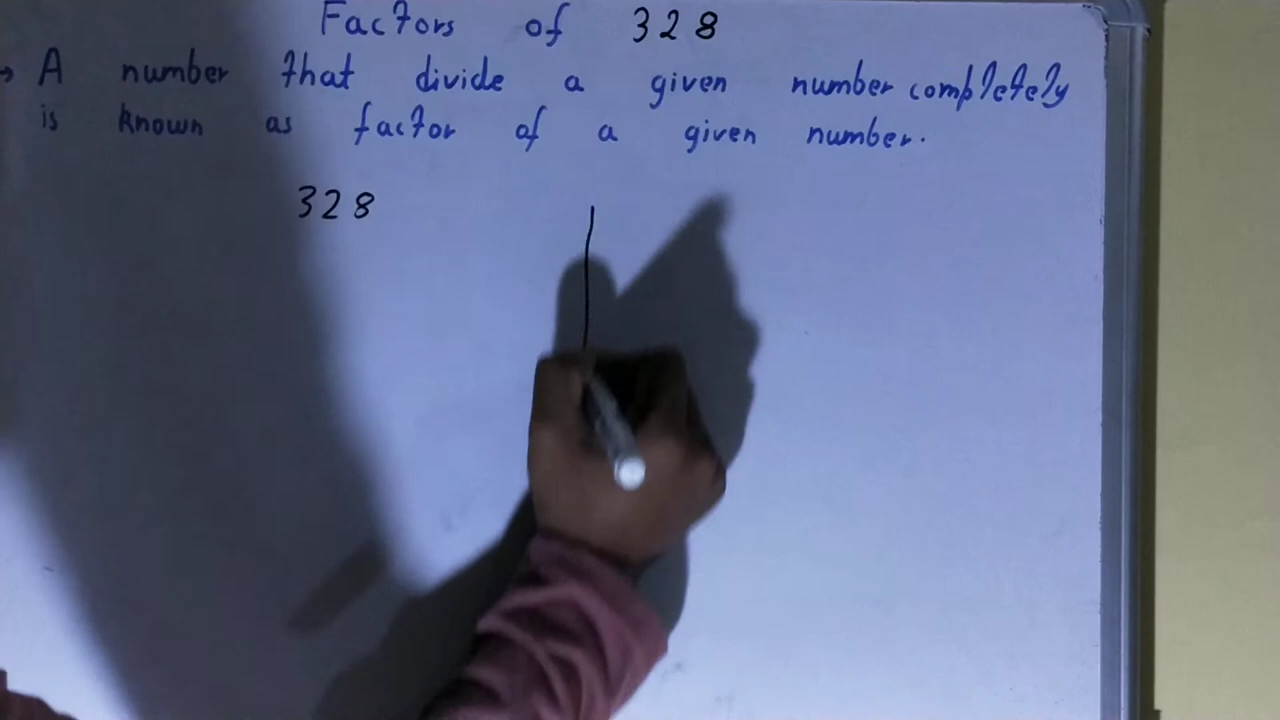 Factors of 328
→ A number that divide a given number completely
is known as factor of a given number.
328